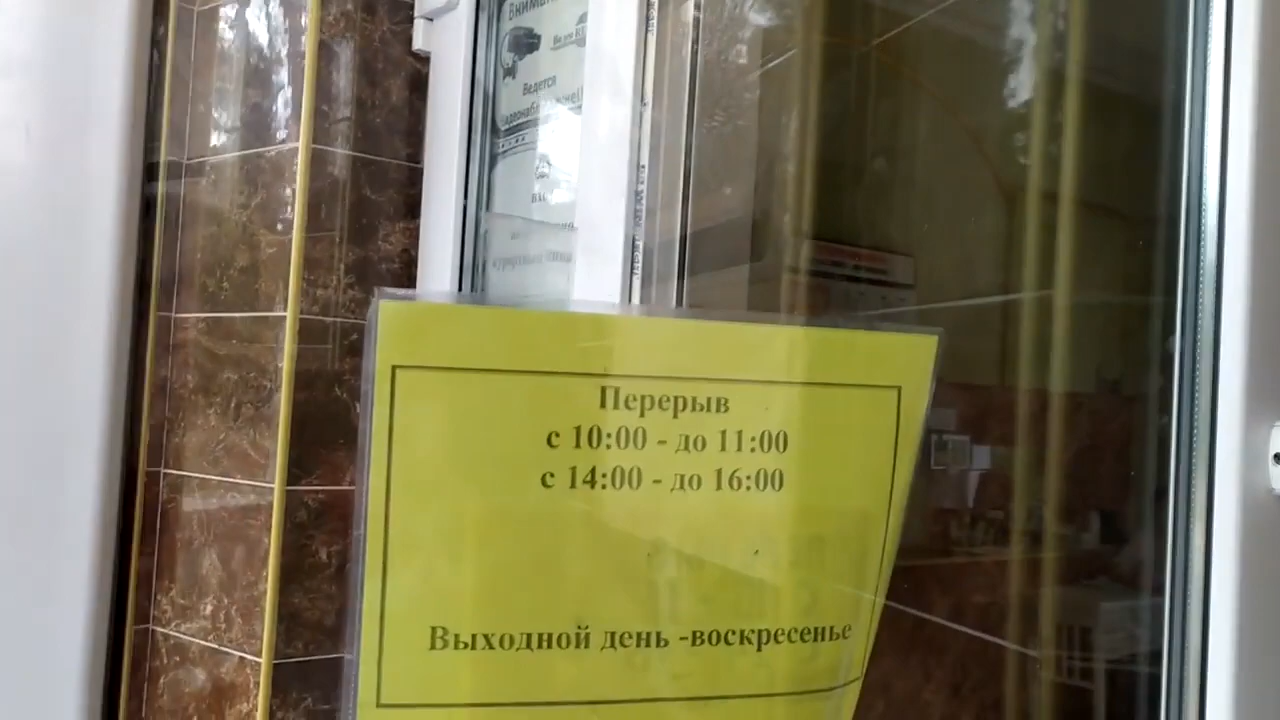 Ведется
Перерыв
с 10:00 - до 11:00
с 14:00 - до 16:00
Выходной день -воскресенье